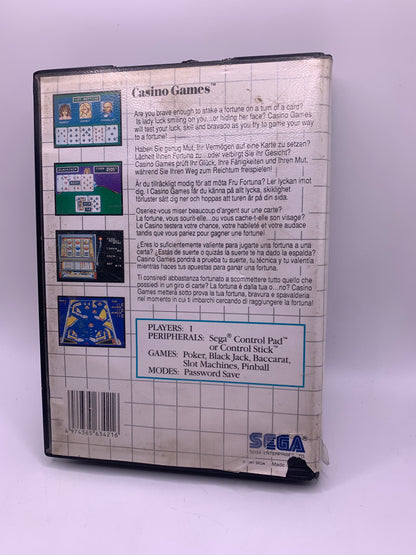 Casino Games™
Are you brave enough to stake a fortune on a turn of a card?
Is lady luck smiling on you...or hiding her face? Casino Games
will test your luck, skill and bravado as you try to game your way
to a fortune!
Haben Sie genug Mut, Ihr Vermögen auf eine Karte zu setzen?
Lächelt Ihnen Fortuna zu...oder verbirgt Sie ihr Gesicht?
Casino Games prüft Ihr Glück, Ihre Fähigkeiten und Ihren Mut,
während Sie Ihren Weg zum Reichtum freispielen!
Är du tillräckligt modig för att möta Fru Fortuna? Ler lyckan imot
dig. I Casino Games får du känna på allt lycka, skiklighet
förluster sätt dig ner och hoppas att turen är på din sida.
Oseriez-vous miser beaucoup d'argent sur une carte?
La fortune, vous sourit-elle...ou vous cache-t-elle son visage?
Le Casino testera votre chance, votre habileté et votre audace
tandis que vous pariez pour gagner une fortune!
¿Eres lo suficientemente valiente para jugarte una fortuna a una
carta? ¿Estás de suerte o quizás la suerte te ha dado la espalda?
Casino Games pondrá a prueba tu suerte, tu técnica y tu valentía
mientras haces tus apuestas para ganar una fortuna!
Ti consideri abbastanza fortunato a scommettere tutto quello che
possiedi in un giro di carte? La fortuna è dalla tua o...no? Casino
Games metterà sotto prova la tua fortuna, bravura e spavalderia
nel momento in cui ti imbarchi cercando di raggiungere la fortuna!
PLAYERS: 1
PERIPHERALS: Sega® Control Pad™
or Control Stick™
GAMES: Poker, Black Jack, Baccarat,
Slot Machines, Pinball
MODES: Password Save
4 974365 634216
SEGA
SEGA ENTERPRISES LTD.
Made